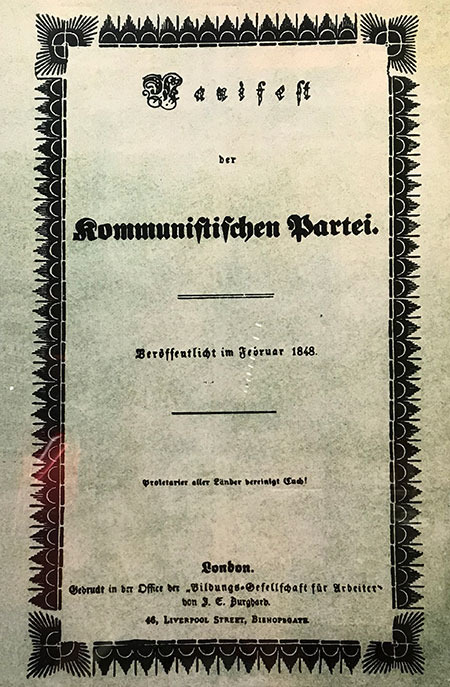 Manifest
der
Kommunistischen Partei.
Veröffentlicht im Februar 1848.
Proletarier aller Länder vereinigt Euch!
London.
Gedruckt in der Office der „Bildungs-Gesellschaft für Arbeiter“
von J. E. Burghard.
46, LIVERPOOL STREET, BISHOPSGATE.